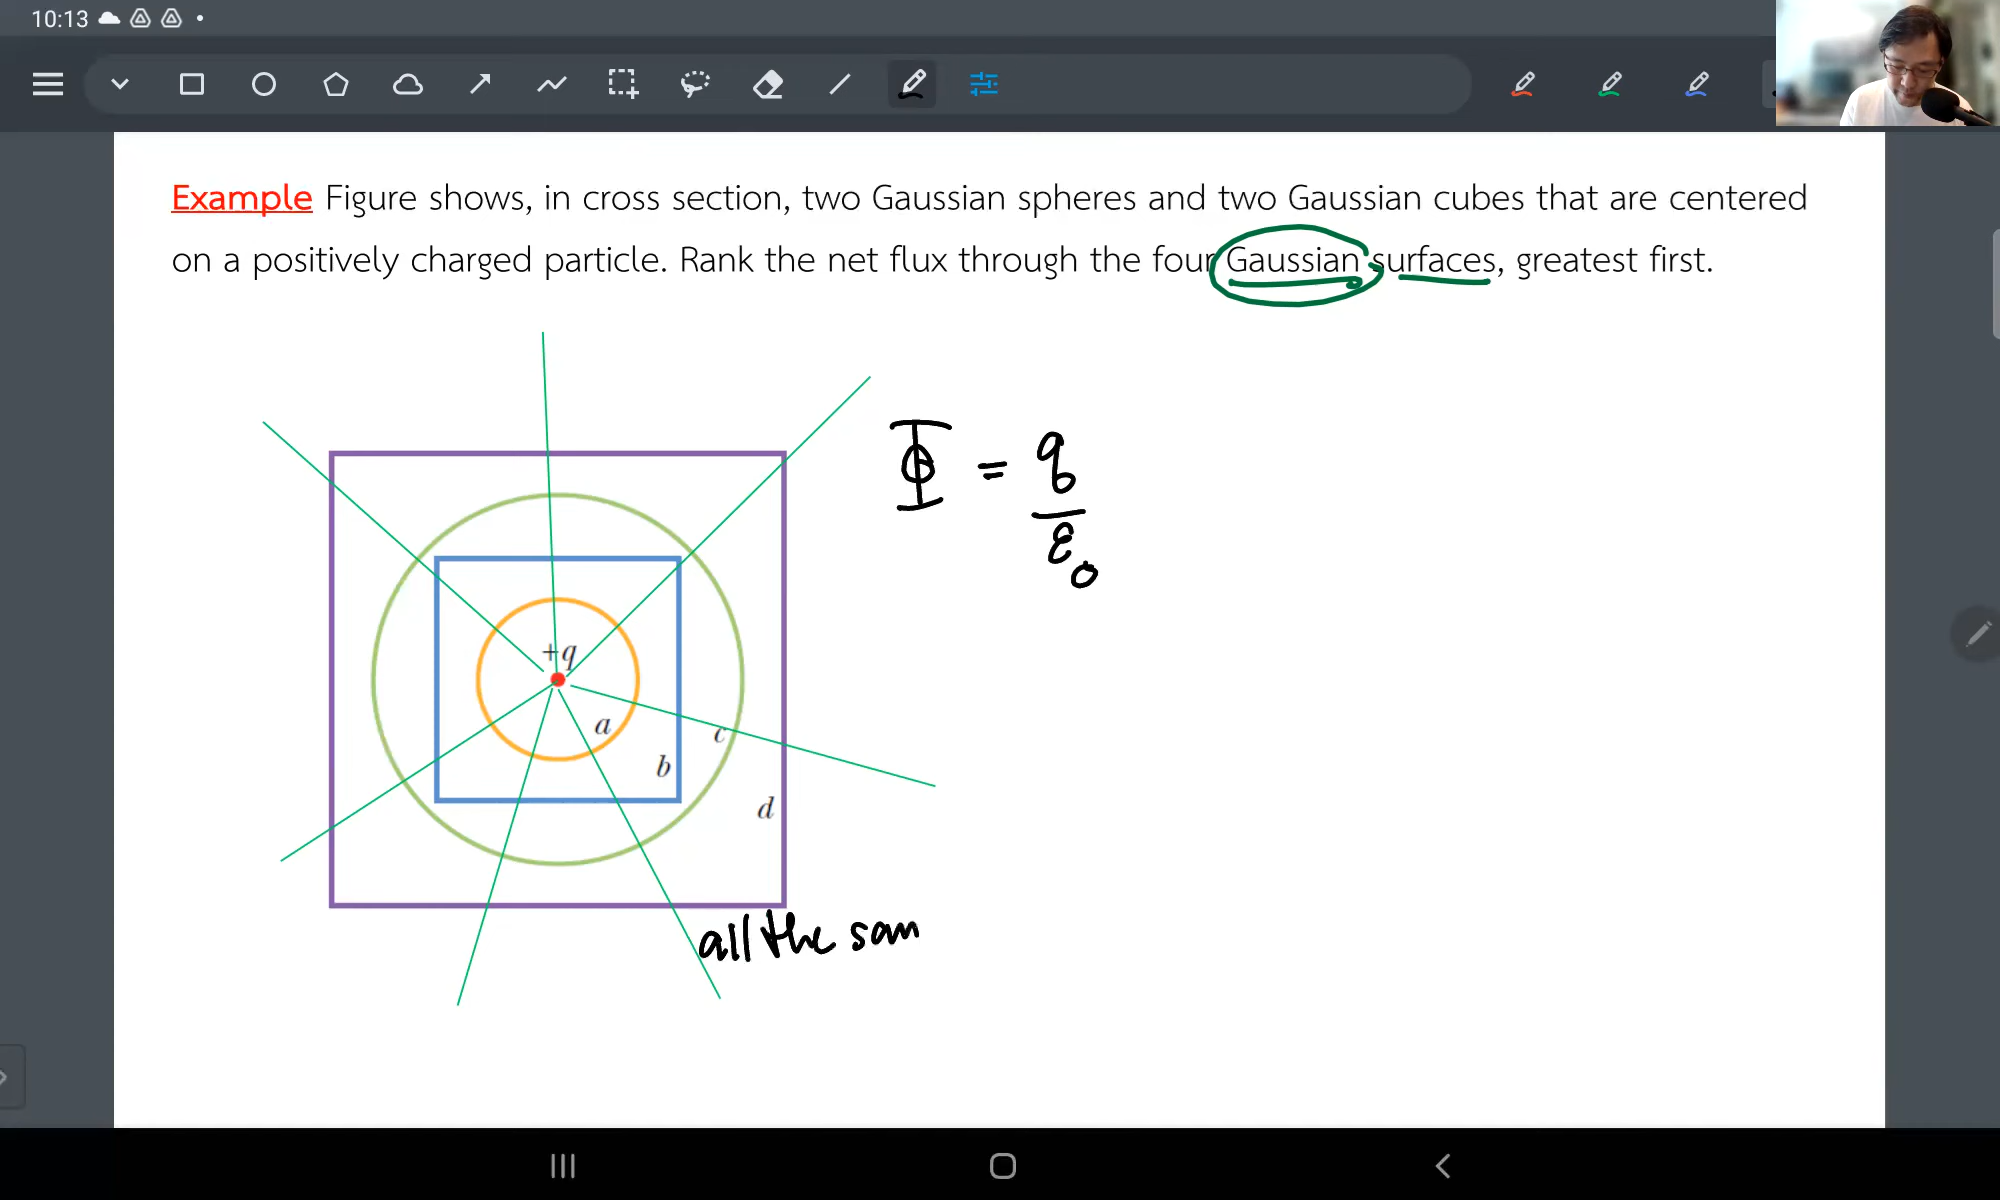 10:13
Example Figure shows, in cross section, two Gaussian spheres and two Gaussian cubes that are centered
on a positively charged particle. Rank the net flux through the four Gaussian surfaces, greatest first.
Φ = q
ε0
+q
a
b
c
d
all the sam